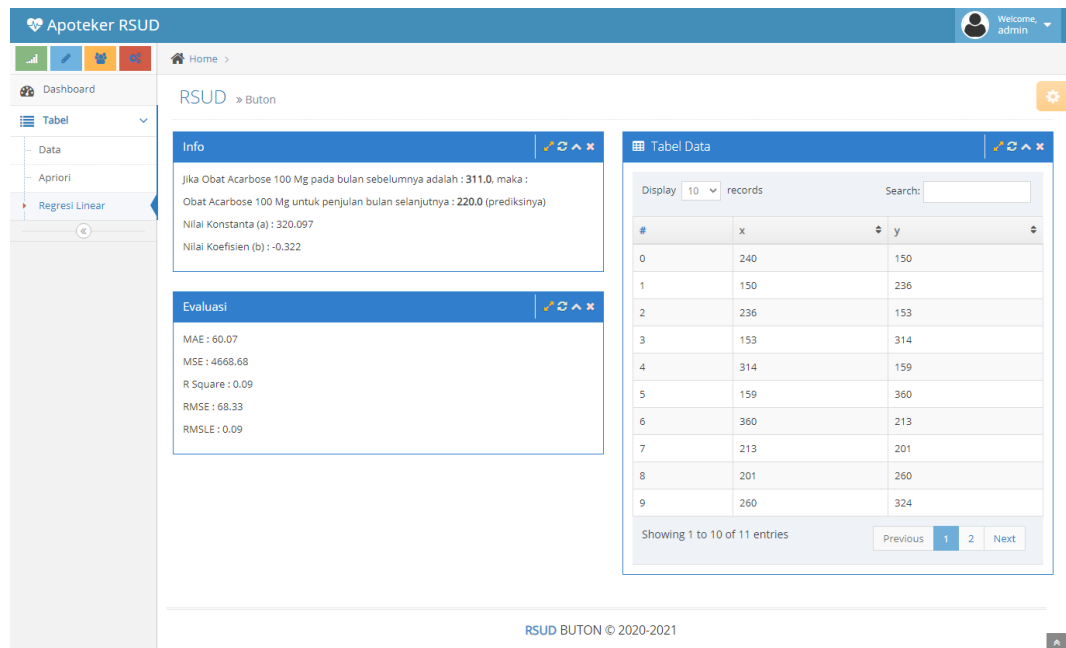 Apoteker RSUD
Welcome,
admin
Home >
Dashboard
Tabel
Data
Apriori
Regresi Linear
RSUD » Buton
Info
Jika Obat Acarbose 100 Mg pada bulan sebelumnya adalah : 311.0, maka :
Obat Acarbose 100 Mg untuk penjulan bulan selanjutnya : 220.0 (prediksinya)
Nilai Konstanta (a) : 320.097
Nilai Koefisien (b) : -0.322
Evaluasi
MAE : 60.07
MSE : 4668.68
R Square : 0.09
RMSE : 68.33
RMSLE : 0.09
Tabel Data
Display 10 records Search:
# x y
0 240 150
1 150 236
2 236 153
3 153 314
4 314 159
5 159 360
6 360 213
7 213 201
8 201 260
9 260 324
Showing 1 to 10 of 11 entries Previous 1 2 Next
RSUD BUTON © 2020-2021